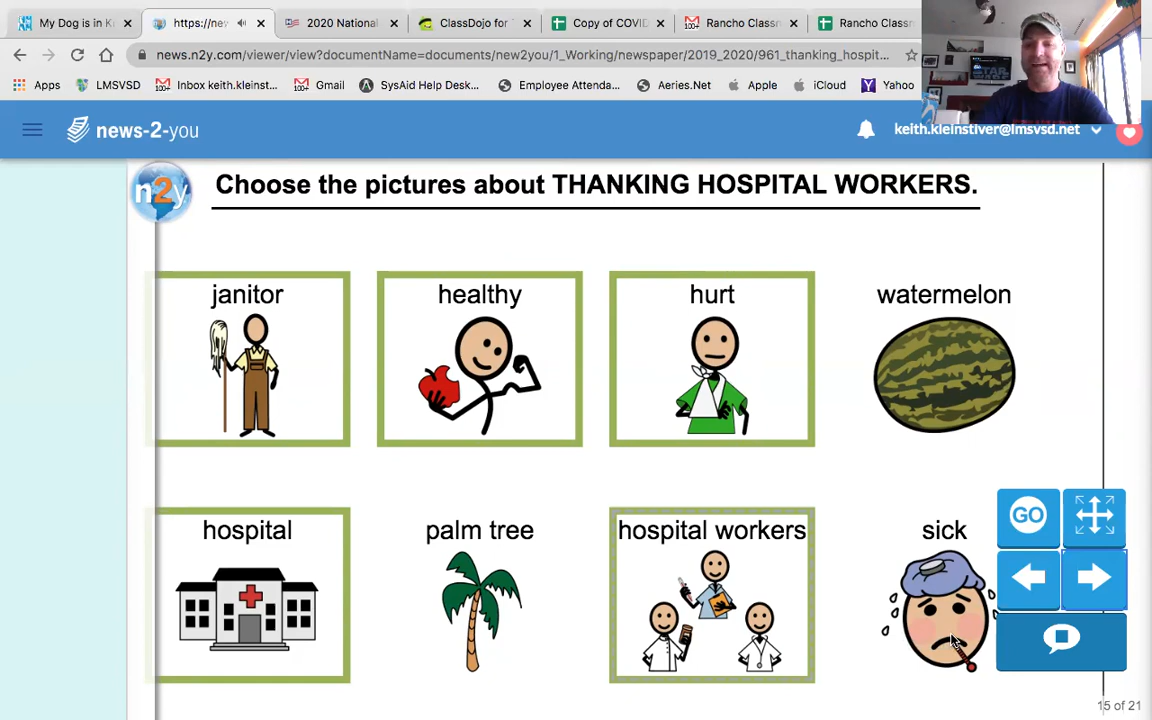 My Dog is in K
https://new
2020 National
ClassDojo for
Copy of COVID
Rancho Classr
Rancho Classr
news.n2y.com/viewer/view?documentName=documents/new2you/1_Working/newspaper/2019_2020/961_thanking_hospit...
Apps
LMSVSD
Inbox keith.kleinst...
Gmail
SysAid Help Desk...
Employee Attenda...
Aeries.Net
Apple
iCloud
Yahoo
news-2-you
keith.kleinstiver@lmsvsd.net
n2y
Choose the pictures about THANKING HOSPITAL WORKERS.
janitor
healthy
hurt
watermelon
hospital
palm tree
hospital workers
sick
GO
15 of 21